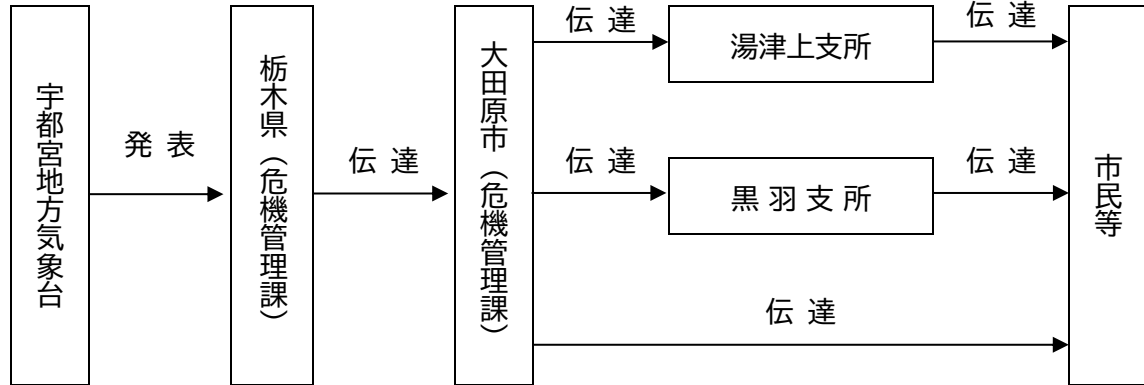 宇都宮地方気象台
発 表
栃木県（危機管理課）
伝 達
大田原市（危機管理課）
伝 達
湯津上支所
伝 達
伝 達
黒 羽 支 所
伝 達
伝 達
市民等